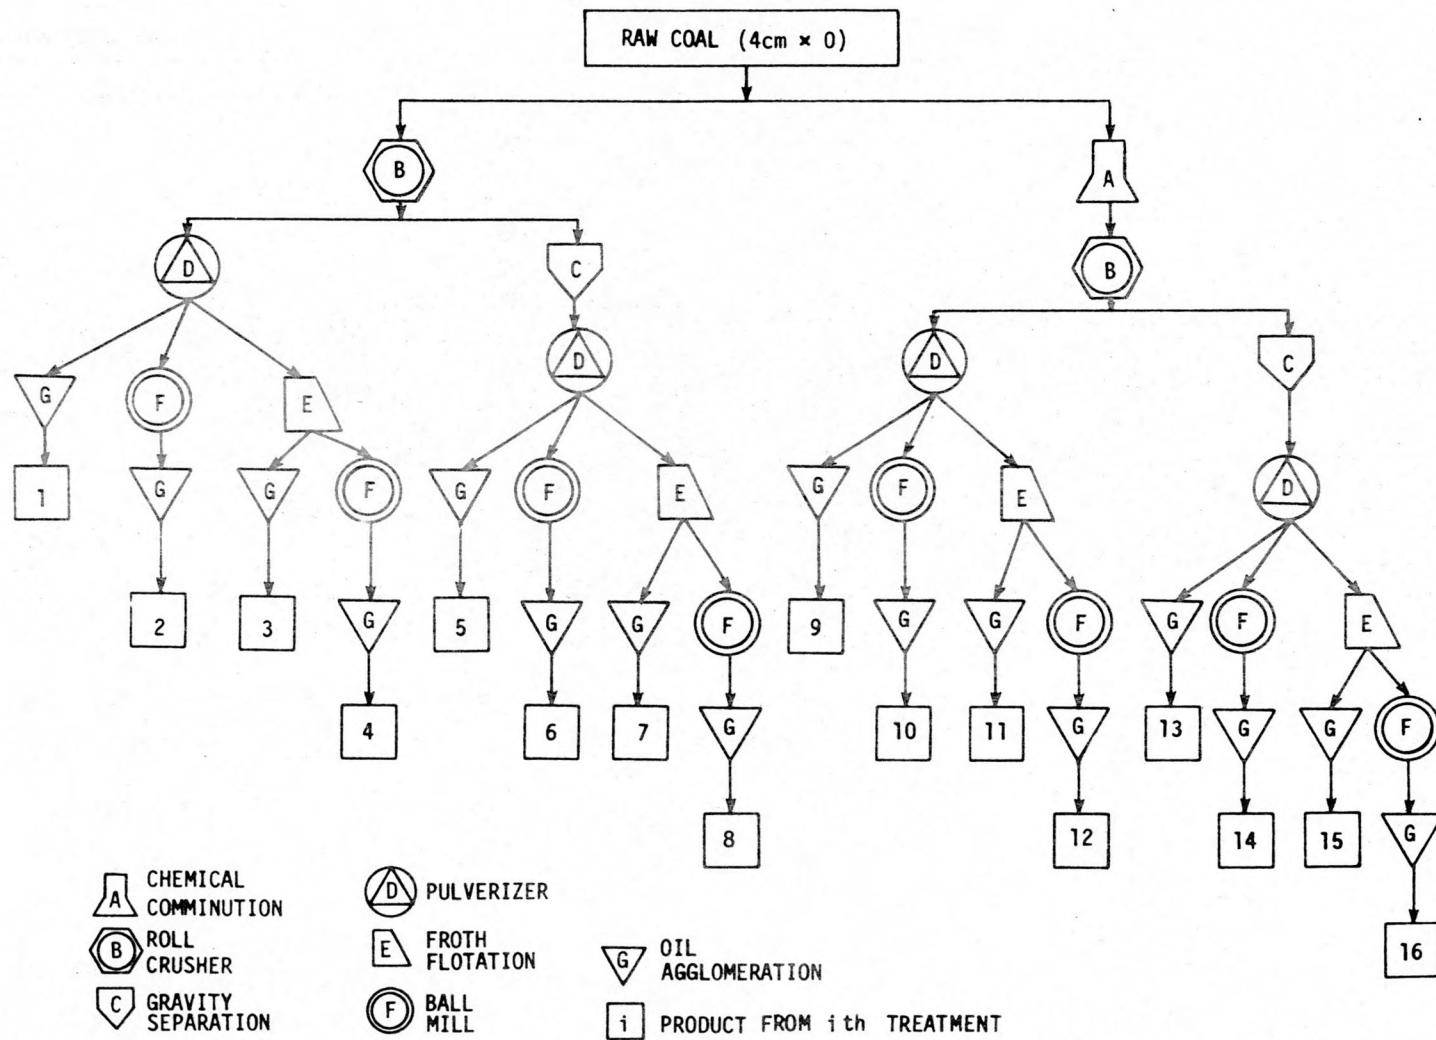 RAW COAL (4cm × 0)
B
A
D
C
B
G
F
E
D
D
C
1
G
G
F
G
F
E
G
F
E
D
2
3
G
5
G
G
F
9
G
G
F
G
F
E
4
6
7
G
10
11
G
13
G
G
F
8
12
14
15
G
16
A CHEMICAL
COMMINUTION
B ROLL
CRUSHER
C GRAVITY
SEPARATION
D PULVERIZER
E FROTH
FLOTATION
F BALL
MILL
G OIL
AGGLOMERATION
i PRODUCT FROM ith TREATMENT